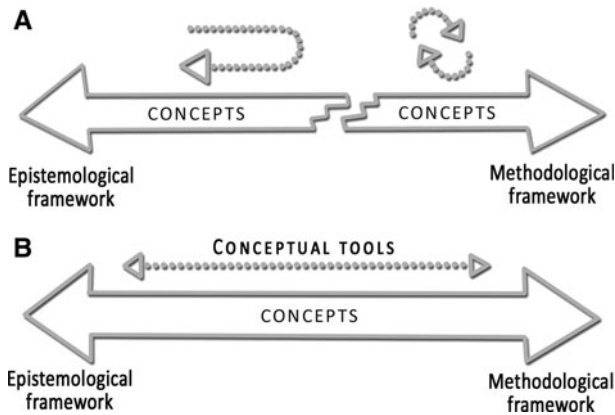 A
CONCEPTS CONCEPTS
Epistemological
framework
Methodological
framework
B
CONCEPTUAL TOOLS
CONCEPTS
Epistemological
framework
Methodological
framework